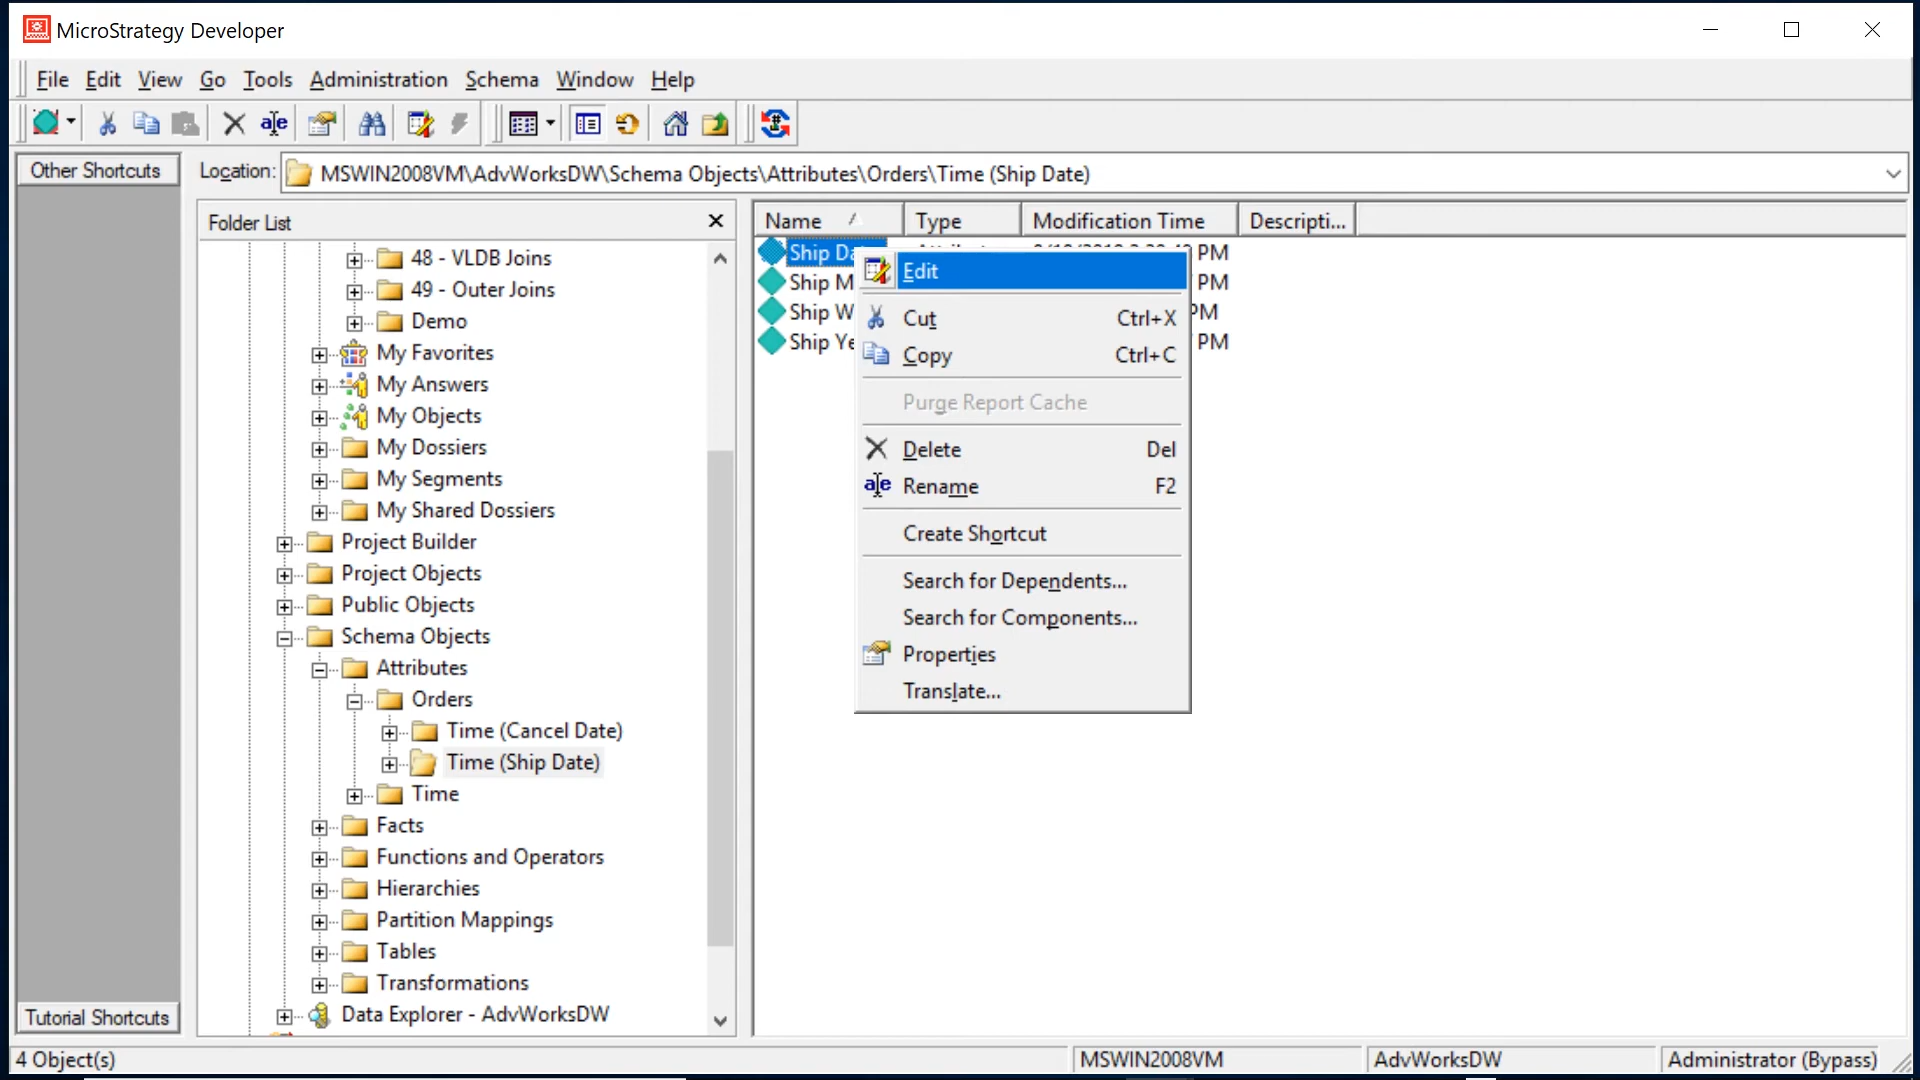 MicroStrategy Developer
File Edit View Go Tools Administration Schema Window Help
Other Shortcuts
Location: MSWIN2008VM\AdvWorksDW\Schema Objects\Attributes\Orders\Time (Ship Date)
Folder List
48 - VLDB Joins
49 - Outer Joins
Demo
My Favorites
My Answers
My Objects
My Dossiers
My Segments
My Shared Dossiers
Project Builder
Project Objects
Public Objects
Schema Objects
Attributes
Orders
Time (Cancel Date)
Time (Ship Date)
Time
Facts
Functions and Operators
Hierarchies
Partition Mappings
Tables
Transformations
Data Explorer - AdvWorksDW
Name Type Modification Time Descripti...
Ship Da PM
Ship M PM
Ship W PM
Ship Ye PM
Edit
Cut Ctrl+X
Copy Ctrl+C
Purge Report Cache
Delete Del
Rename F2
Create Shortcut
Search for Dependents...
Search for Components...
Properties
Translate...
Tutorial Shortcuts
4 Object(s) MSWIN2008VM AdvWorksDW Administrator (Bypass)